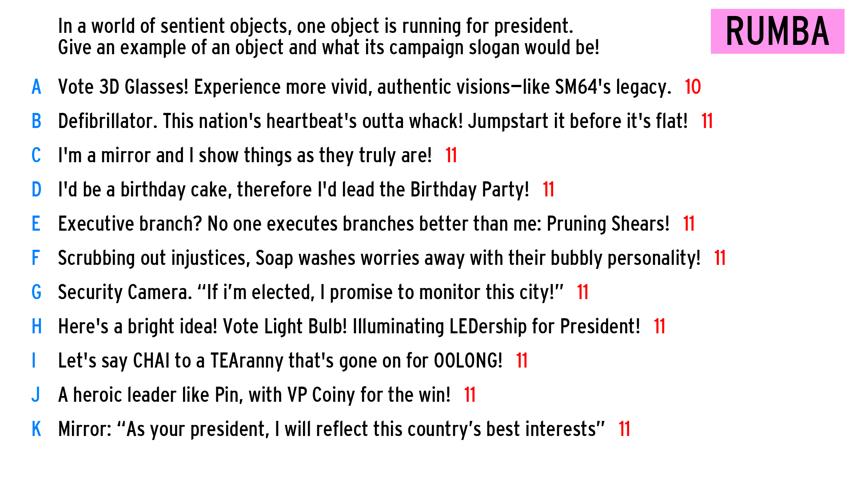 In a world of sentient objects, one object is running for president.
Give an example of an object and what its campaign slogan would be!
RUMBA
A Vote 3D Glasses! Experience more vivid, authentic visions—like SM64's legacy. 10
B Defibrillator. This nation's heartbeat's outta whack! Jumpstart it before it's flat! 11
C I'm a mirror and I show things as they truly are! 11
D I'd be a birthday cake, therefore I'd lead the Birthday Party! 11
E Executive branch? No one executes branches better than me: Pruning Shears! 11
F Scrubbing out injustices, Soap washes worries away with their bubbly personality! 11
G Security Camera. “If i’m elected, I promise to monitor this city!” 11
H Here's a bright idea! Vote Light Bulb! Illuminating LEDership for President! 11
I Let's say CHAI to a TEAranny that's gone on for OOLONG! 11
J A heroic leader like Pin, with VP Coiny for the win! 11
K Mirror: “As your president, I will reflect this country’s best interests” 11